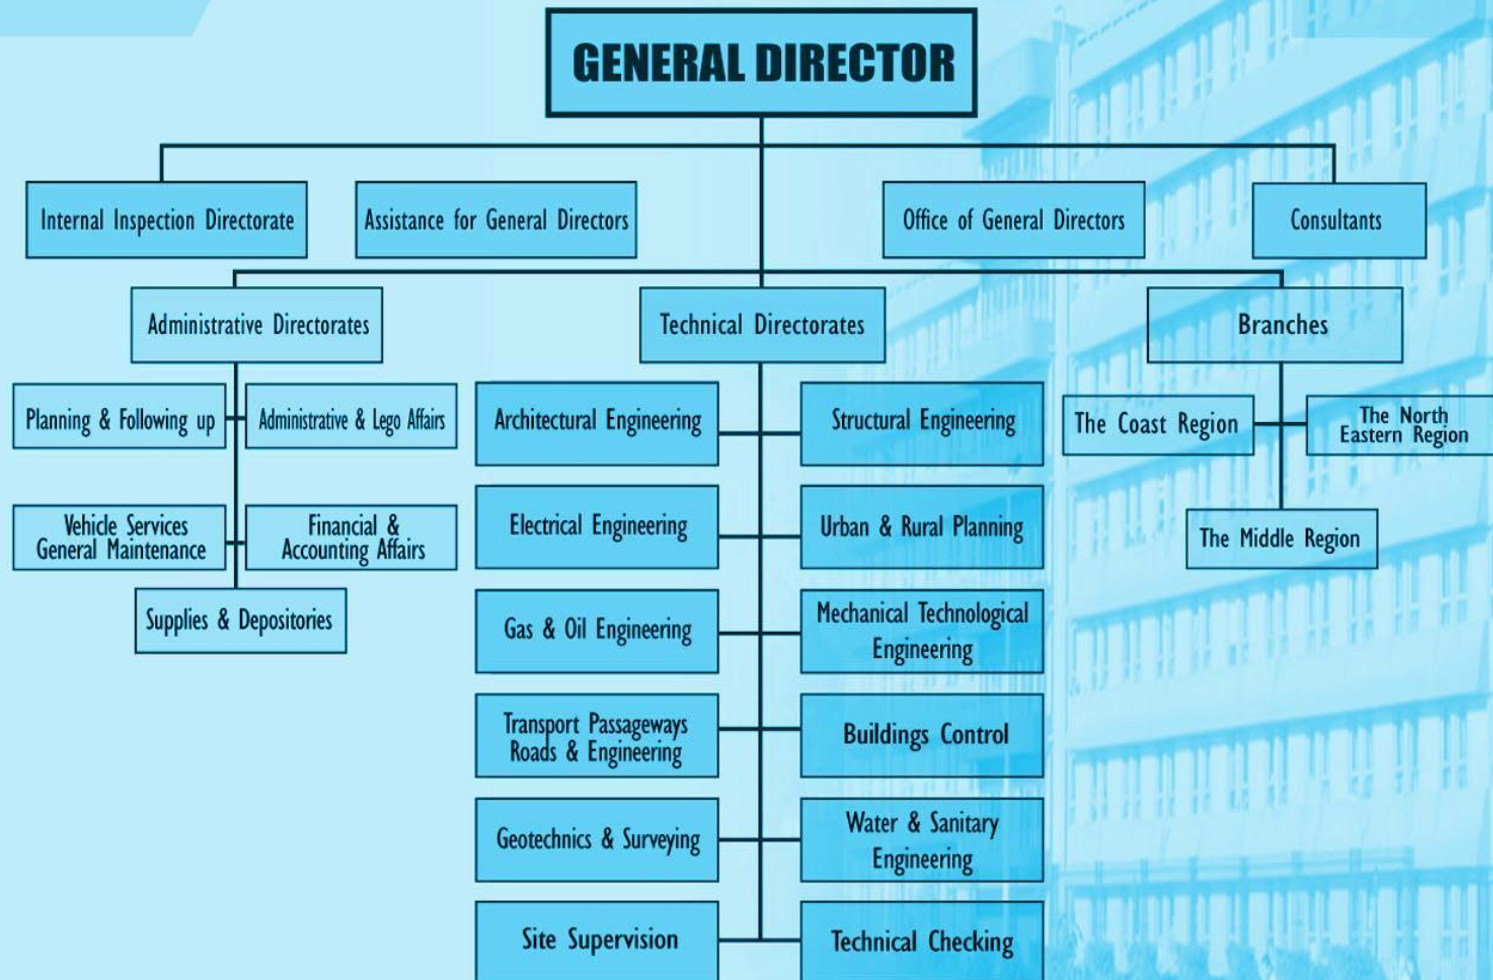 GENERAL DIRECTOR
Internal Inspection Directorate
Assistance for General Directors
Office of General Directors
Consultants
Administrative Directorates
Technical Directorates
Branches
Planning & Following up
Administrative & Lego Affairs
Architectural Engineering
Structural Engineering
The Coast Region
The North
Eastern Region
Vehicle Services
General Maintenance
Financial &
Accounting Affairs
Electrical Engineering
Urban & Rural Planning
The Middle Region
Supplies & Depositories
Gas & Oil Engineering
Mechanical Technological
Engineering
Transport Passageways
Roads & Engineering
Buildings Control
Geotechnics & Surveying
Water & Sanitary
Engineering
Site Supervision
Technical Checking